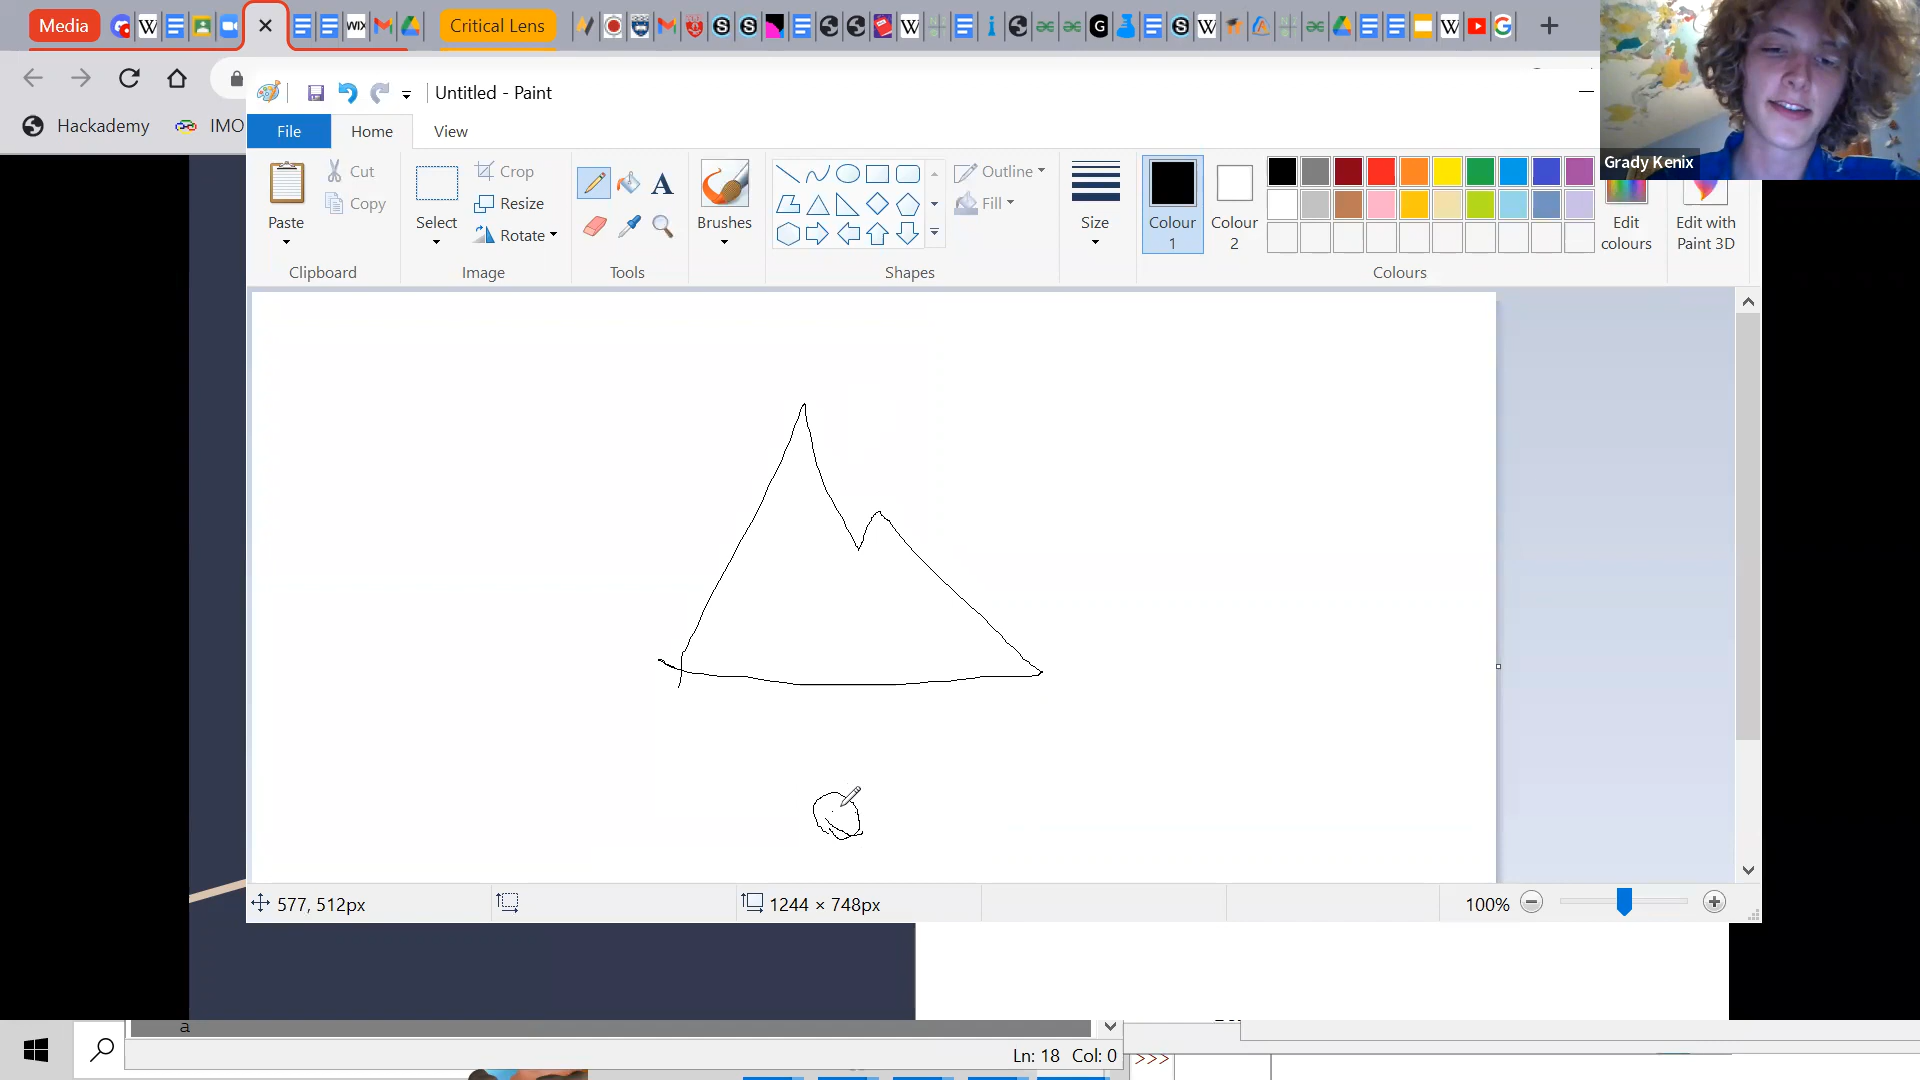 Media
Critical Lens
Hackademy
IMO
Untitled - Paint
File
Home
View
Paste
Cut
Copy
Clipboard
Select
Crop
Resize
Rotate
Image
Tools
Brushes
Shapes
Outline
Fill
Size
Colour 1
Colour 2
Colours
Edit colours
Edit with Paint 3D
Grady Kenix
577, 512px
1244 × 748px
100%
a
Ln: 18 Col: 0
>>>